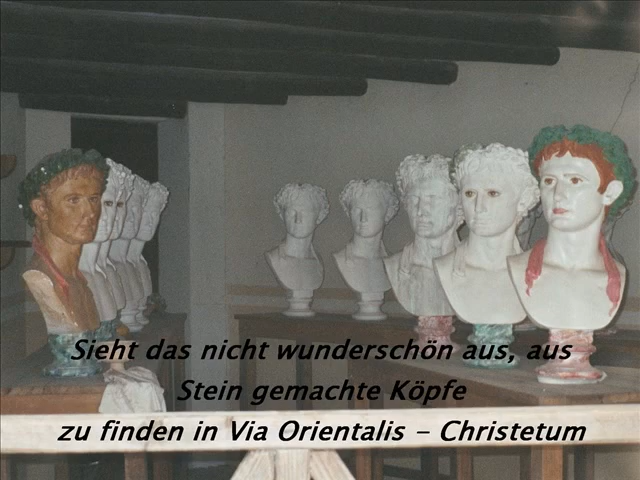 Sieht das nicht wunderschön aus, aus
Stein gemachte Köpfe
zu finden in Via Orientalis - Christetum